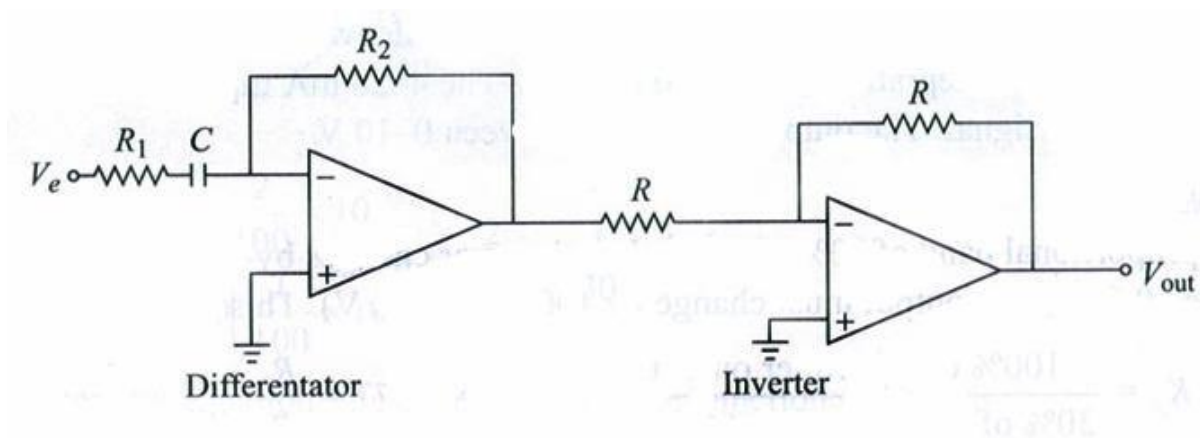 R2
R
R1 C
Ve
−
R
−
+
Vout
+
Differentator
Inverter